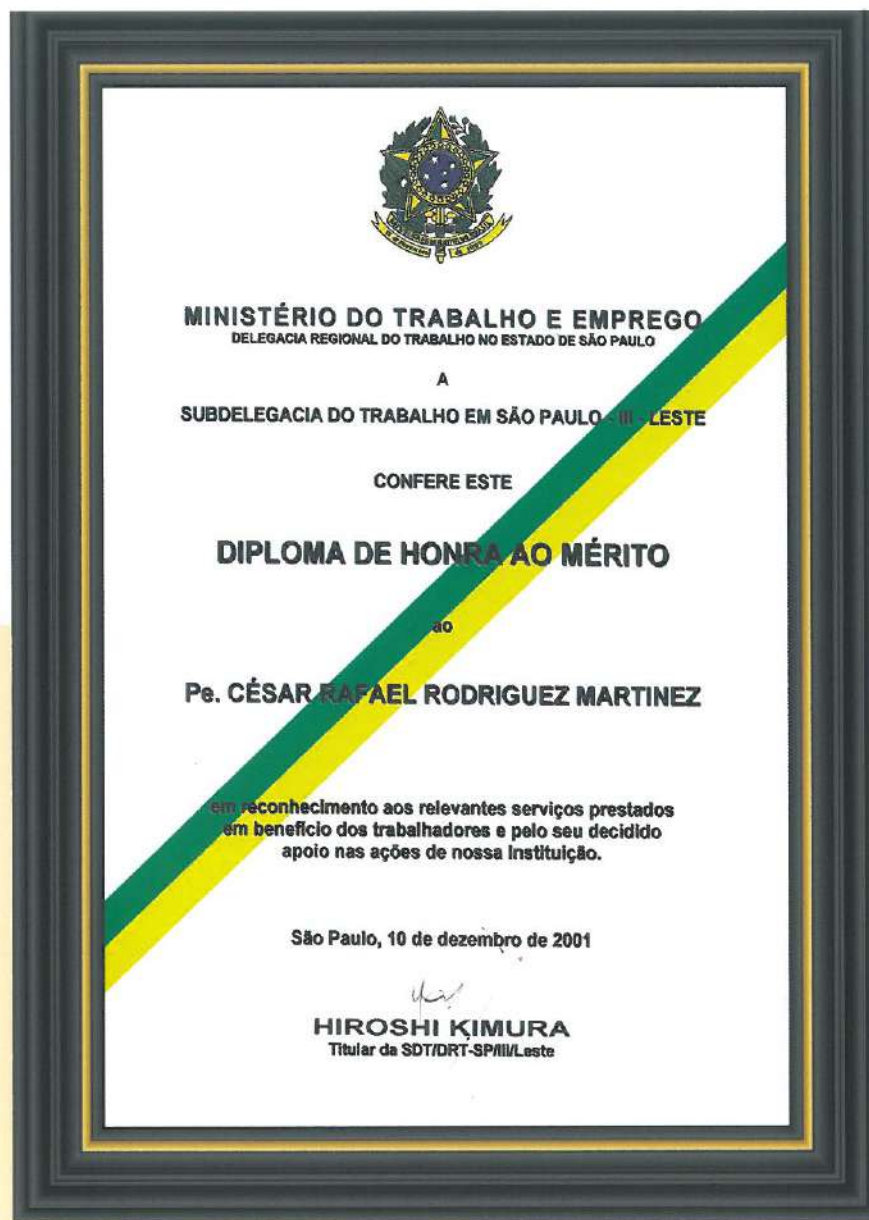 MINISTÉRIO DO TRABALHO E EMPREGO
DELEGACIA REGIONAL DO TRABALHO NO ESTADO DE SÃO PAULO
A
SUBDELEGACIA DO TRABALHO EM SÃO PAULO - III - LESTE
CONFERE ESTE
DIPLOMA DE HONRA AO MÉRITO
ao
Pe. CÉSAR RAFAEL RODRIGUEZ MARTINEZ
em reconhecimento aos relevantes serviços prestados
em benefício dos trabalhadores e pelo seu decidido
apoio nas ações de nossa Instituição.
São Paulo, 10 de dezembro de 2001
HIROSHI KIMURA
Titular da SDT/DRT-SP/III/Leste